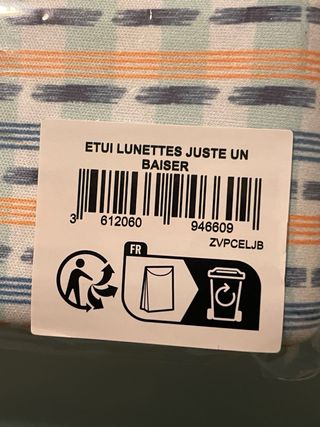 ETUI LUNETTES JUSTE UN
BAISER
3 612060 946609
ZVPCELJB
FR